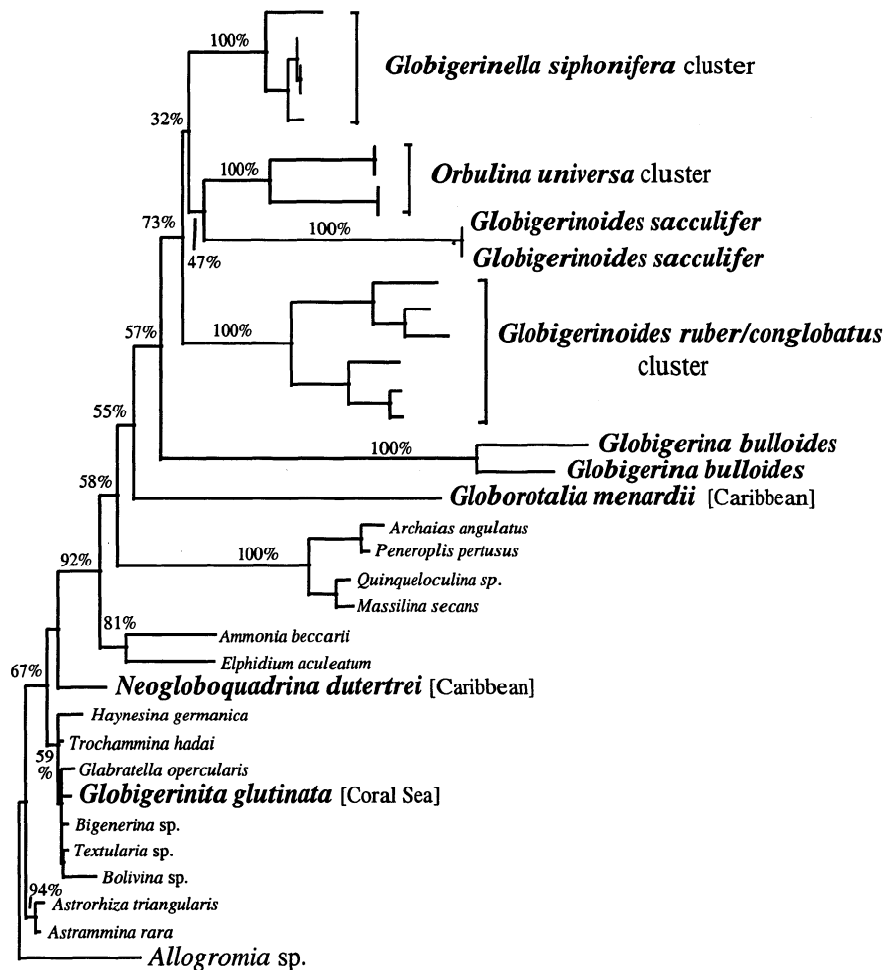 100%
Globigerinella siphonifera cluster
32%
100%
Orbulina universa cluster
Globigerinoides sacculifer
73%
100%
47%
Globigerinoides sacculifer
57%
100%
Globigerinoides ruber/conglobatus
cluster
55%
100%
Globigerina bulloides
Globigerina bulloides
58%
Globorotalia menardii [Caribbean]
Archaias angulatus
100%
Peneroplis pertusus
92%
Quinqueloculina sp.
Massilina secans
81%
Ammonia beccarii
Elphidium aculeatum
67%
Neogloboquadrina dutertrei [Caribbean]
Haynesina germanica
Trochammina hadai
59
%
Glabratella opercularis
Globigerinita glutinata [Coral Sea]
Bigenerina sp.
Textularia sp.
Bolivina sp.
94%
Astrorhiza triangularis
Astrammina rara
Allogromia sp.